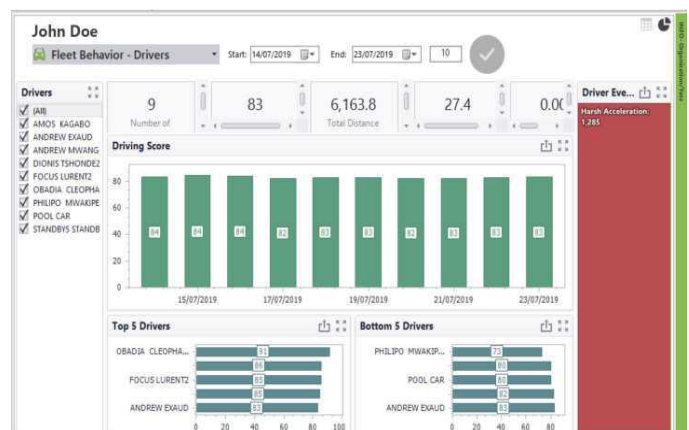 John Doe
Fleet Behavior - Drivers
Start: 14/07/2019
End: 23/07/2019
10
Drivers
(All)
AMOS KAGABO
ANDREW EXAUD
ANDREW MWANG
DIONIS TSHONDE2
FOCUS LURENT2
OBADIA CLEOPHA
PHILIPO MWAKIPE
POOL CAR
STANDBYS STANDB
9
Number of
83
6,163.8
Total Distance
27.4
0.0(
Driver Eve...
Harsh Acceleration:
1,285
Driving Score
80
60
40
20
0
84 84 84 82 83 83 82 83 83 83
15/07/2019 17/07/2019 19/07/2019 21/07/2019 23/07/2019
Top 5 Drivers
OBADIA CLEOPHA...
FOCUS LURENT2
ANDREW EXAUD
91
86
85
85
83
0 20 40 60 80 100
Bottom 5 Drivers
PHILIPO MWAKIP...
POOL CAR
ANDREW EXAUD
73
80
80
82
83
0 20 40 60 80